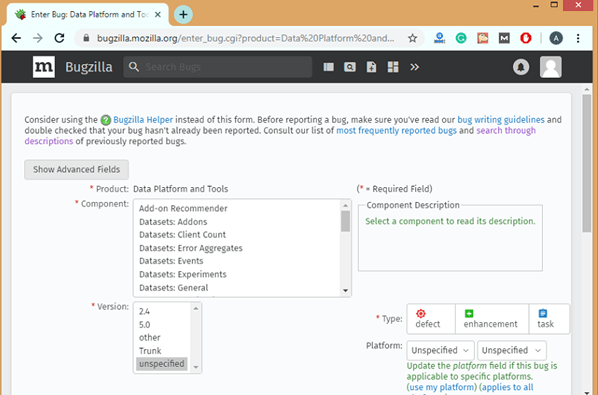 Enter Bug: Data Platform and Too
bugzilla.mozilla.org/enter_bug.cgi?product=Data%20Platform%20and...
m Bugzilla Search Bugs
Consider using the Bugzilla Helper instead of this form. Before reporting a bug, make sure you've read our bug writing guidelines and
double checked that your bug hasn't already been reported. Consult our list of most frequently reported bugs and search through
descriptions of previously reported bugs.
Show Advanced Fields
* Product: Data Platform and Tools (* = Required Field)
* Component:
Add-on Recommender
Datasets: Addons
Datasets: Client Count
Datasets: Error Aggregates
Datasets: Events
Datasets: Experiments
Datasets: General
Component Description
Select a component to read its description.
* Version:
2.4
5.0
other
Trunk
unspecified
* Type:
defect
enhancement
task
Platform: Unspecified Unspecified
Update the platform field if this bug is
applicable to specific platforms.
(use my platform) (applies to all